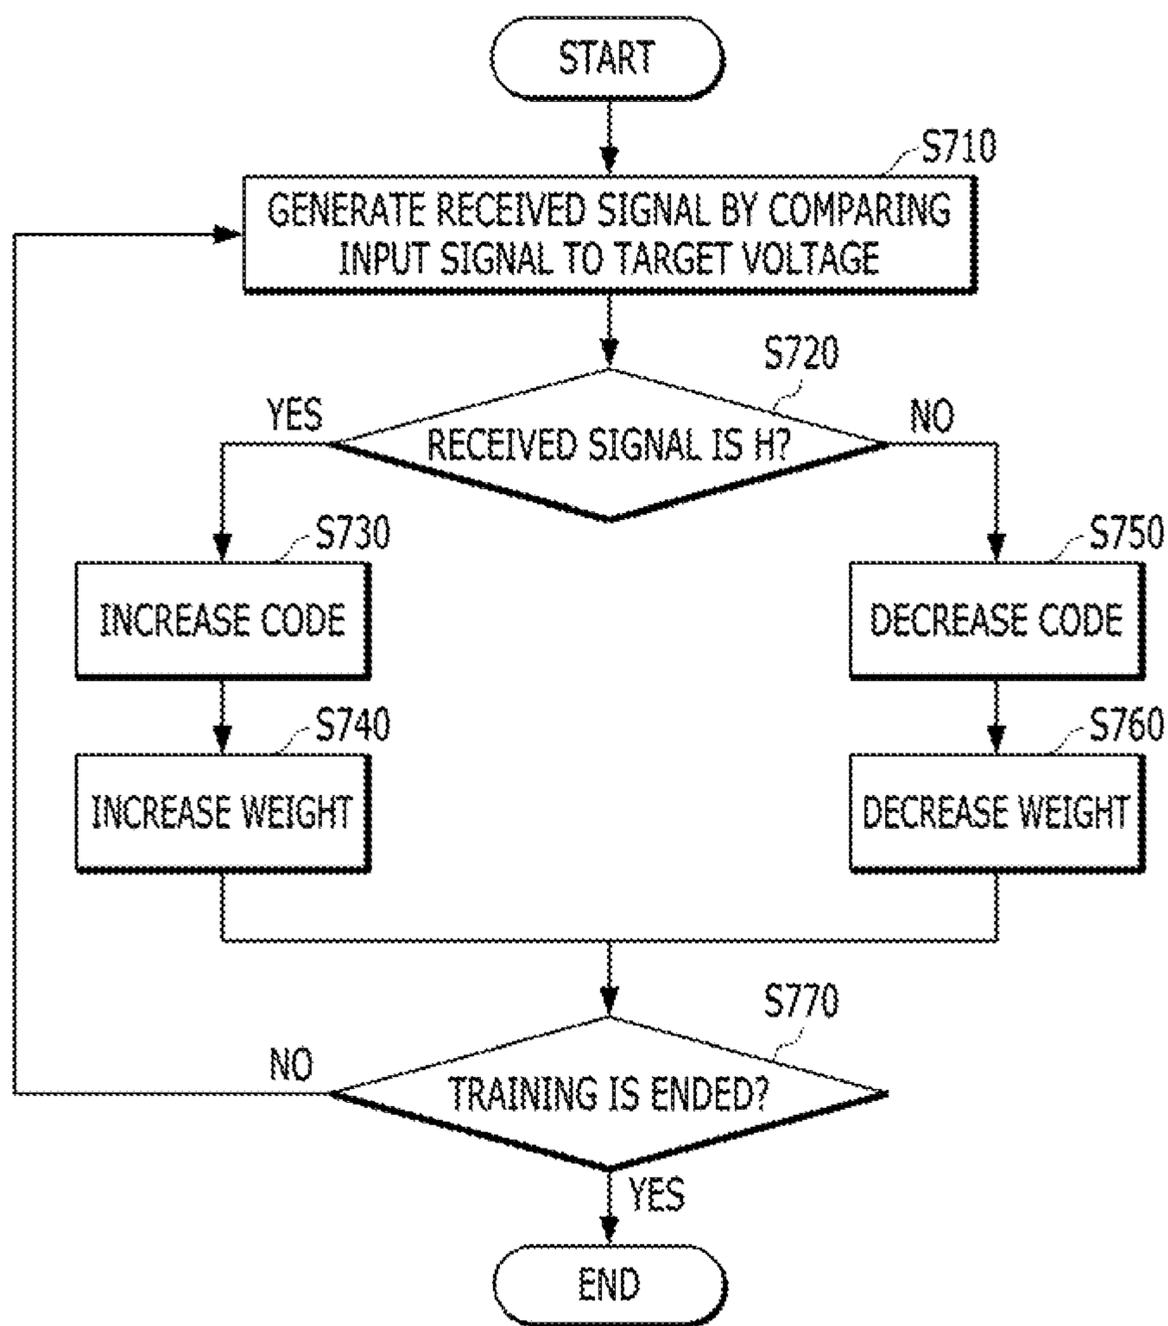 START
S710
GENERATE RECEIVED SIGNAL BY COMPARING
INPUT SIGNAL TO TARGET VOLTAGE
S720
YES
RECEIVED SIGNAL IS H?
NO
S730
INCREASE CODE
S750
DECREASE CODE
S740
INCREASE WEIGHT
S760
DECREASE WEIGHT
S770
NO
TRAINING IS ENDED?
YES
END